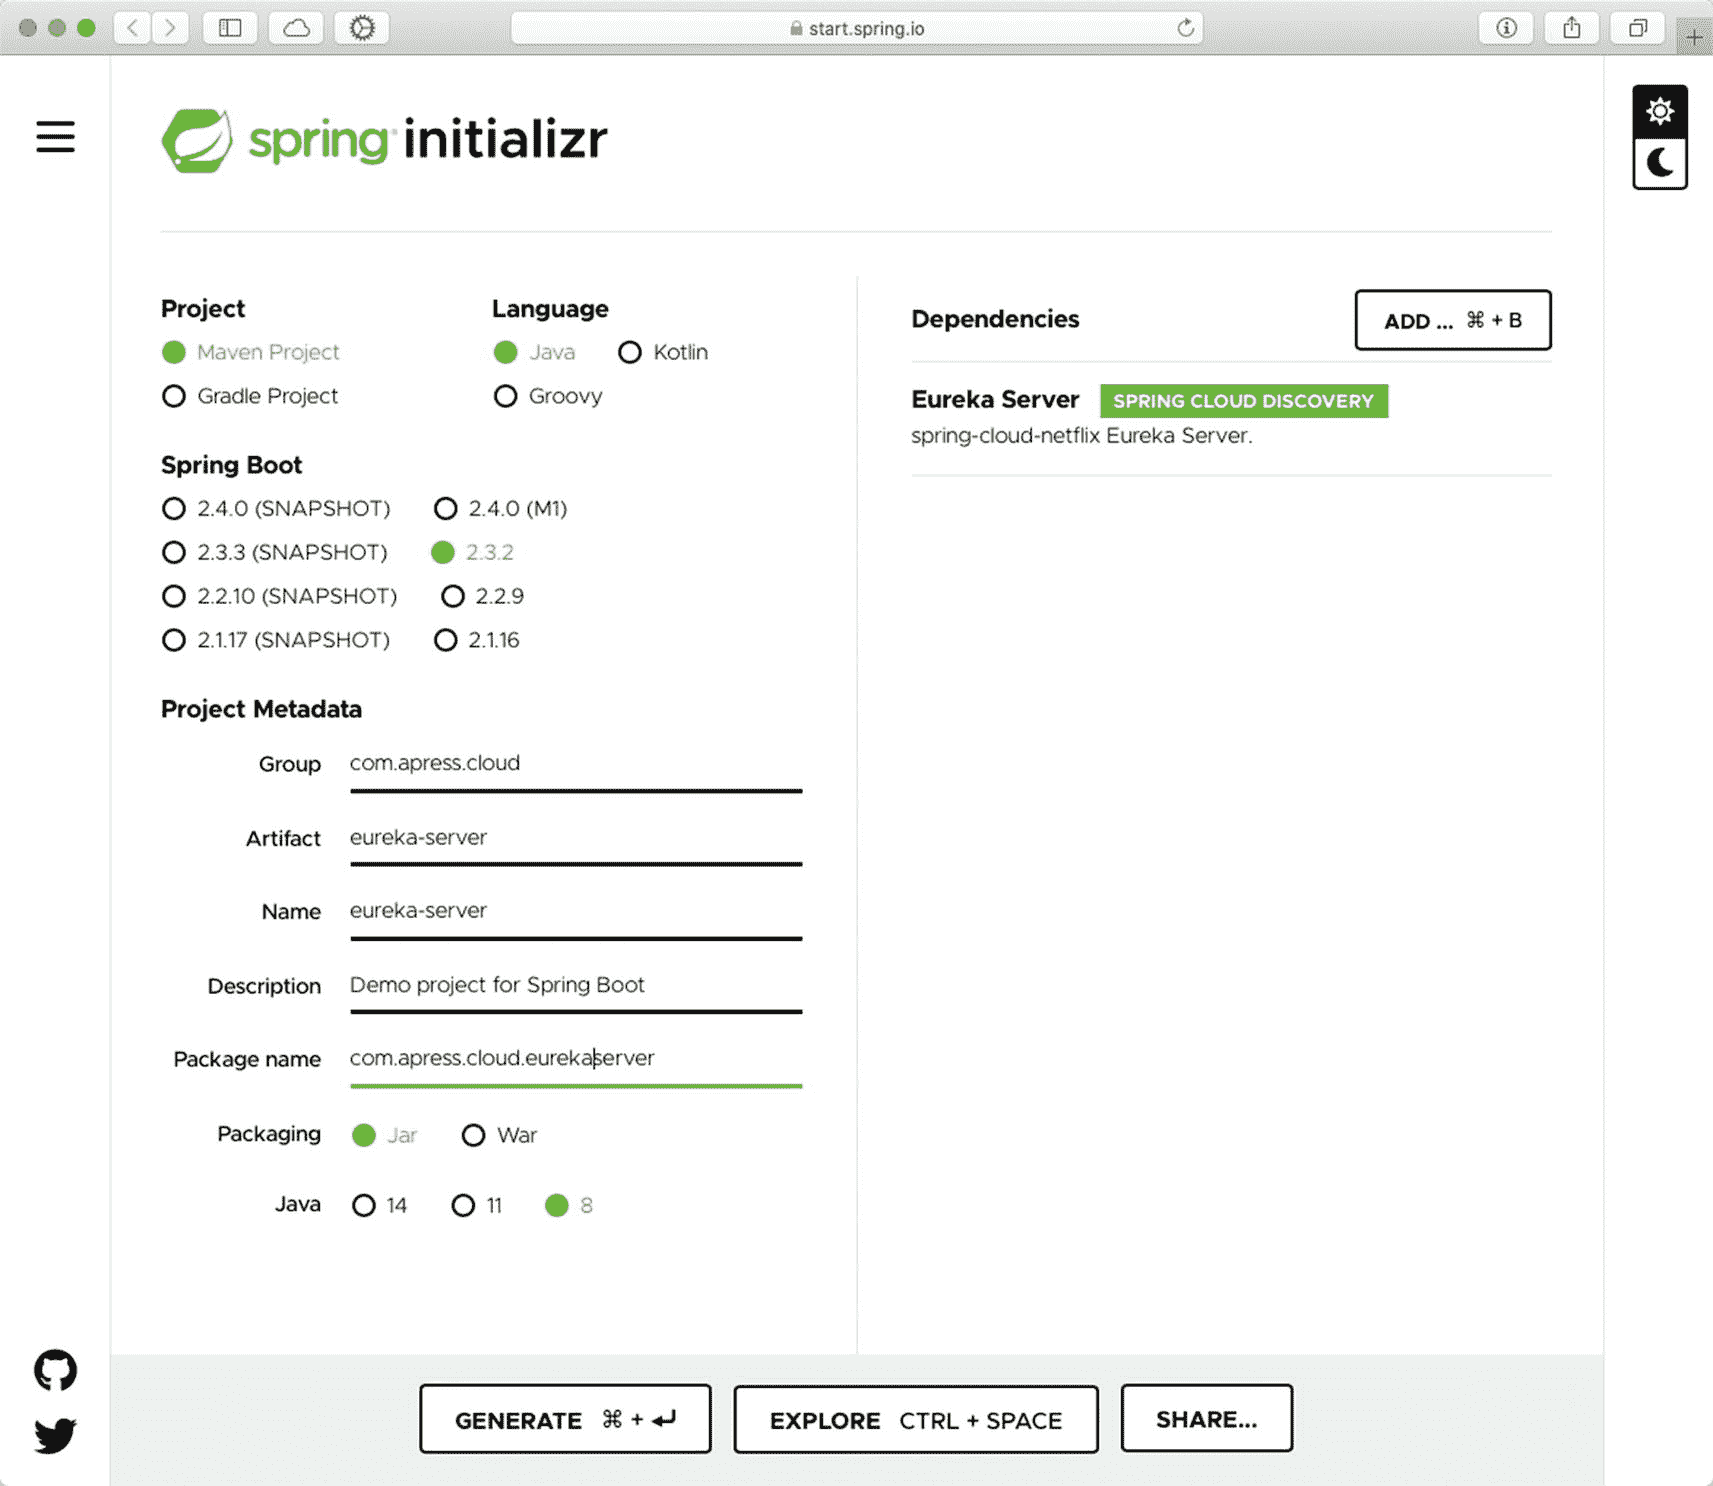 start.spring.io
spring initializr
Project
Maven Project
Gradle Project
Language
Java Kotlin
Groovy
Spring Boot
2.4.0 (SNAPSHOT) 2.4.0 (M1)
2.3.3 (SNAPSHOT) 2.3.2
2.2.10 (SNAPSHOT) 2.2.9
2.1.17 (SNAPSHOT) 2.1.16
Project Metadata
Group com.apress.cloud
Artifact eureka-server
Name eureka-server
Description Demo project for Spring Boot
Package name com.apress.cloud.eurekaserver
Packaging Jar War
Java 14 11 8
Dependencies ADD ... ⌘ + B
Eureka Server SPRING CLOUD DISCOVERY
spring-cloud-netflix Eureka Server.
GENERATE ⌘ + ↵ EXPLORE CTRL + SPACE SHARE...